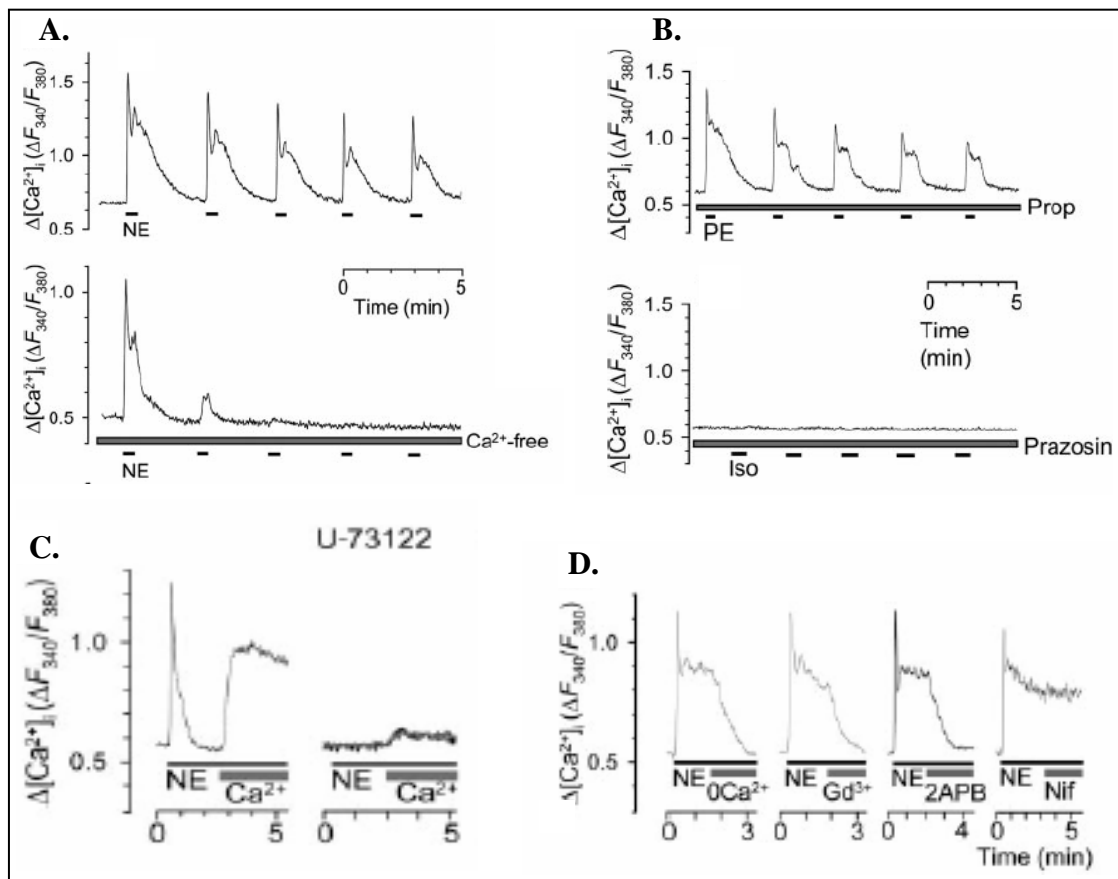 A.
Δ[Ca²⁺]ᵢ (ΔF₃₄₀/F₃₈₀)
1.5
1.0
0.5
NE
0 5
Time (min)
Δ[Ca²⁺]ᵢ (ΔF₃₄₀/F₃₈₀)
1.0
0.5
Ca²⁺-free
NE
B.
Δ[Ca²⁺]ᵢ (ΔF₃₄₀/F₃₈₀)
1.5
1.0
0.5
Prop
PE
0 5
Time
(min)
Δ[Ca²⁺]ᵢ (ΔF₃₄₀/F₃₈₀)
1.5
1.0
0.5
Prazosin
Iso
C.
U-73122
Δ[Ca²⁺]ᵢ (ΔF₃₄₀/F₃₈₀)
1.0
0.5
NE
Ca²⁺
NE
Ca²⁺
0 5 0 5
D.
Δ[Ca²⁺]ᵢ (ΔF₃₄₀/F₃₈₀)
1.0
0.5
NE
0Ca²⁺
NE
Gd³⁺
NE
2APB
NE
Nif
0 3 0 3 0 4 0 5
Time (min)